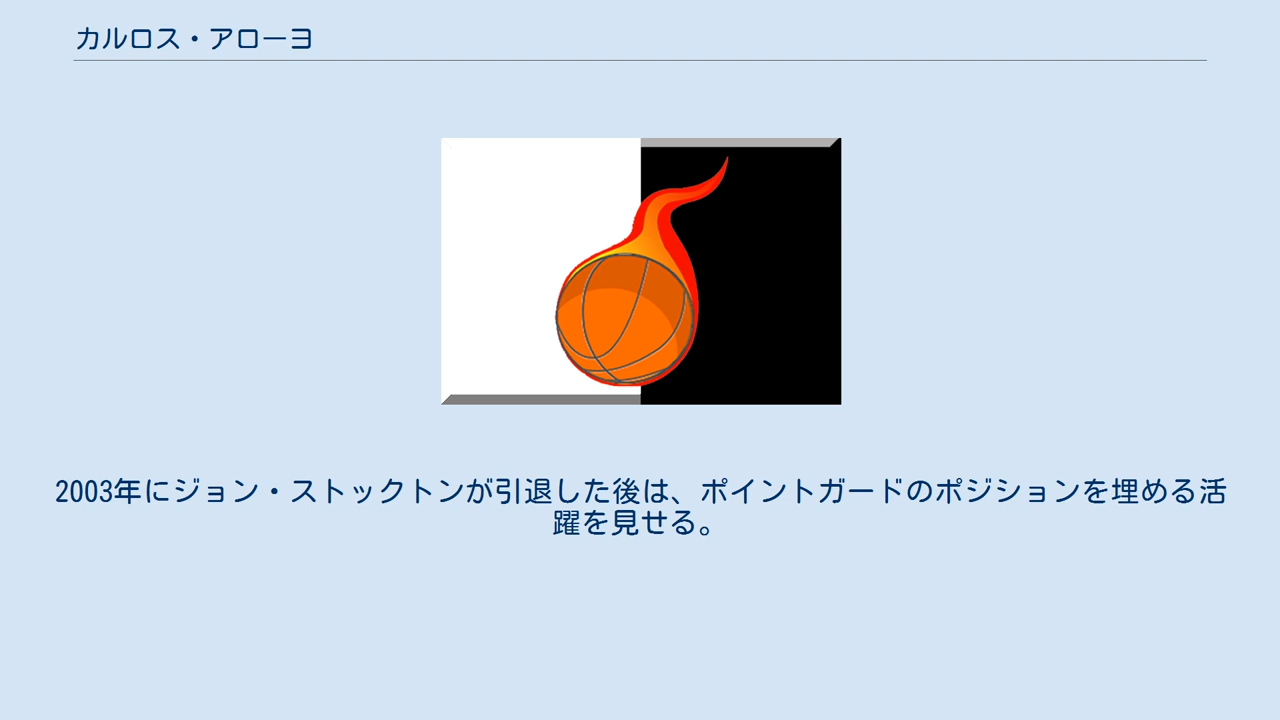 カルロス・アローヨ
2003年にジョン・ストックトンが引退した後は、ポイントガードのポジションを埋める活
躍を見せる。